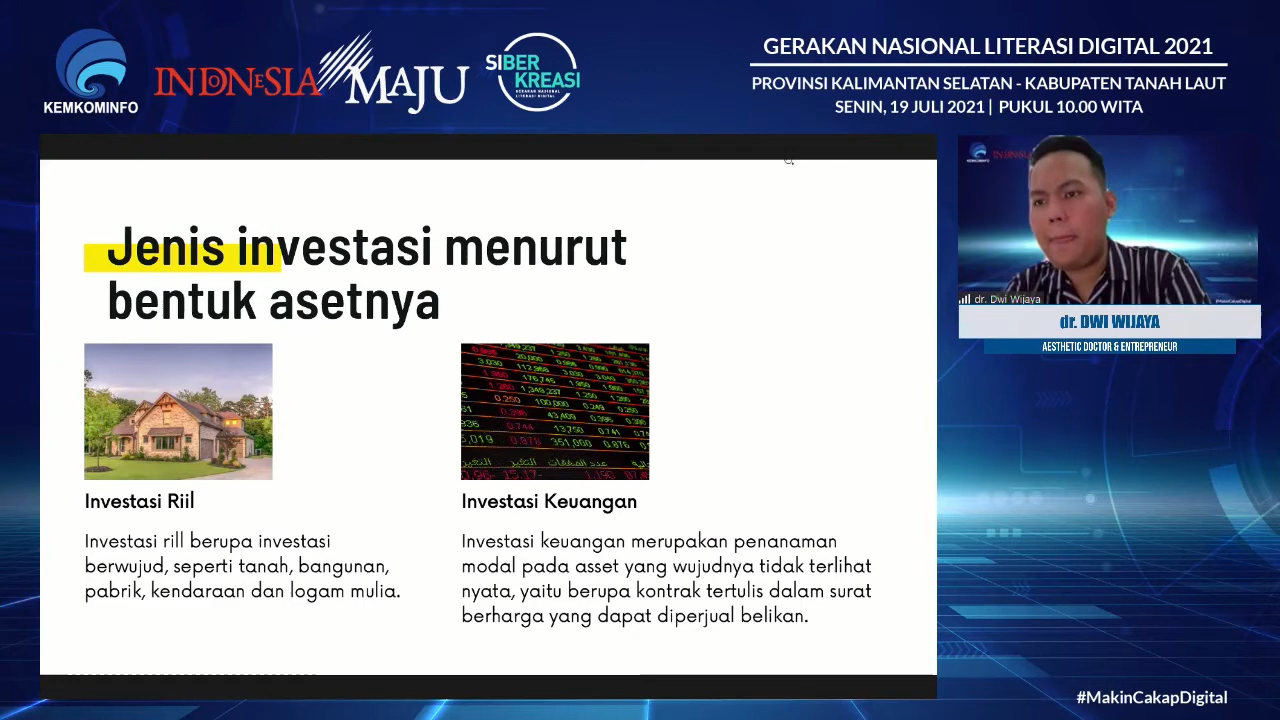 KEMKOMINFO
INDONESIA MAJU
SIBER
KREASI
GERAKAN NASIONAL
LITERASI DIGITAL
GERAKAN NASIONAL LITERASI DIGITAL 2021
PROVINSI KALIMANTAN SELATAN - KABUPATEN TANAH LAUT
SENIN, 19 JULI 2021 | PUKUL 10.00 WITA
Jenis investasi menurut
bentuk asetnya
Investasi Riil
Investasi rill berupa investasi
berwujud, seperti tanah, bangunan,
pabrik, kendaraan dan logam mulia.
Investasi Keuangan
Investasi keuangan merupakan penanaman
modal pada asset yang wujudnya tidak terlihat
nyata, yaitu berupa kontrak tertulis dalam surat
berharga yang dapat diperjual belikan.
dr. Dwi Wijaya
dr. DWI WIJAYA
AESTHETIC DOCTOR & ENTREPRENEUR
#MakinCakapDigital